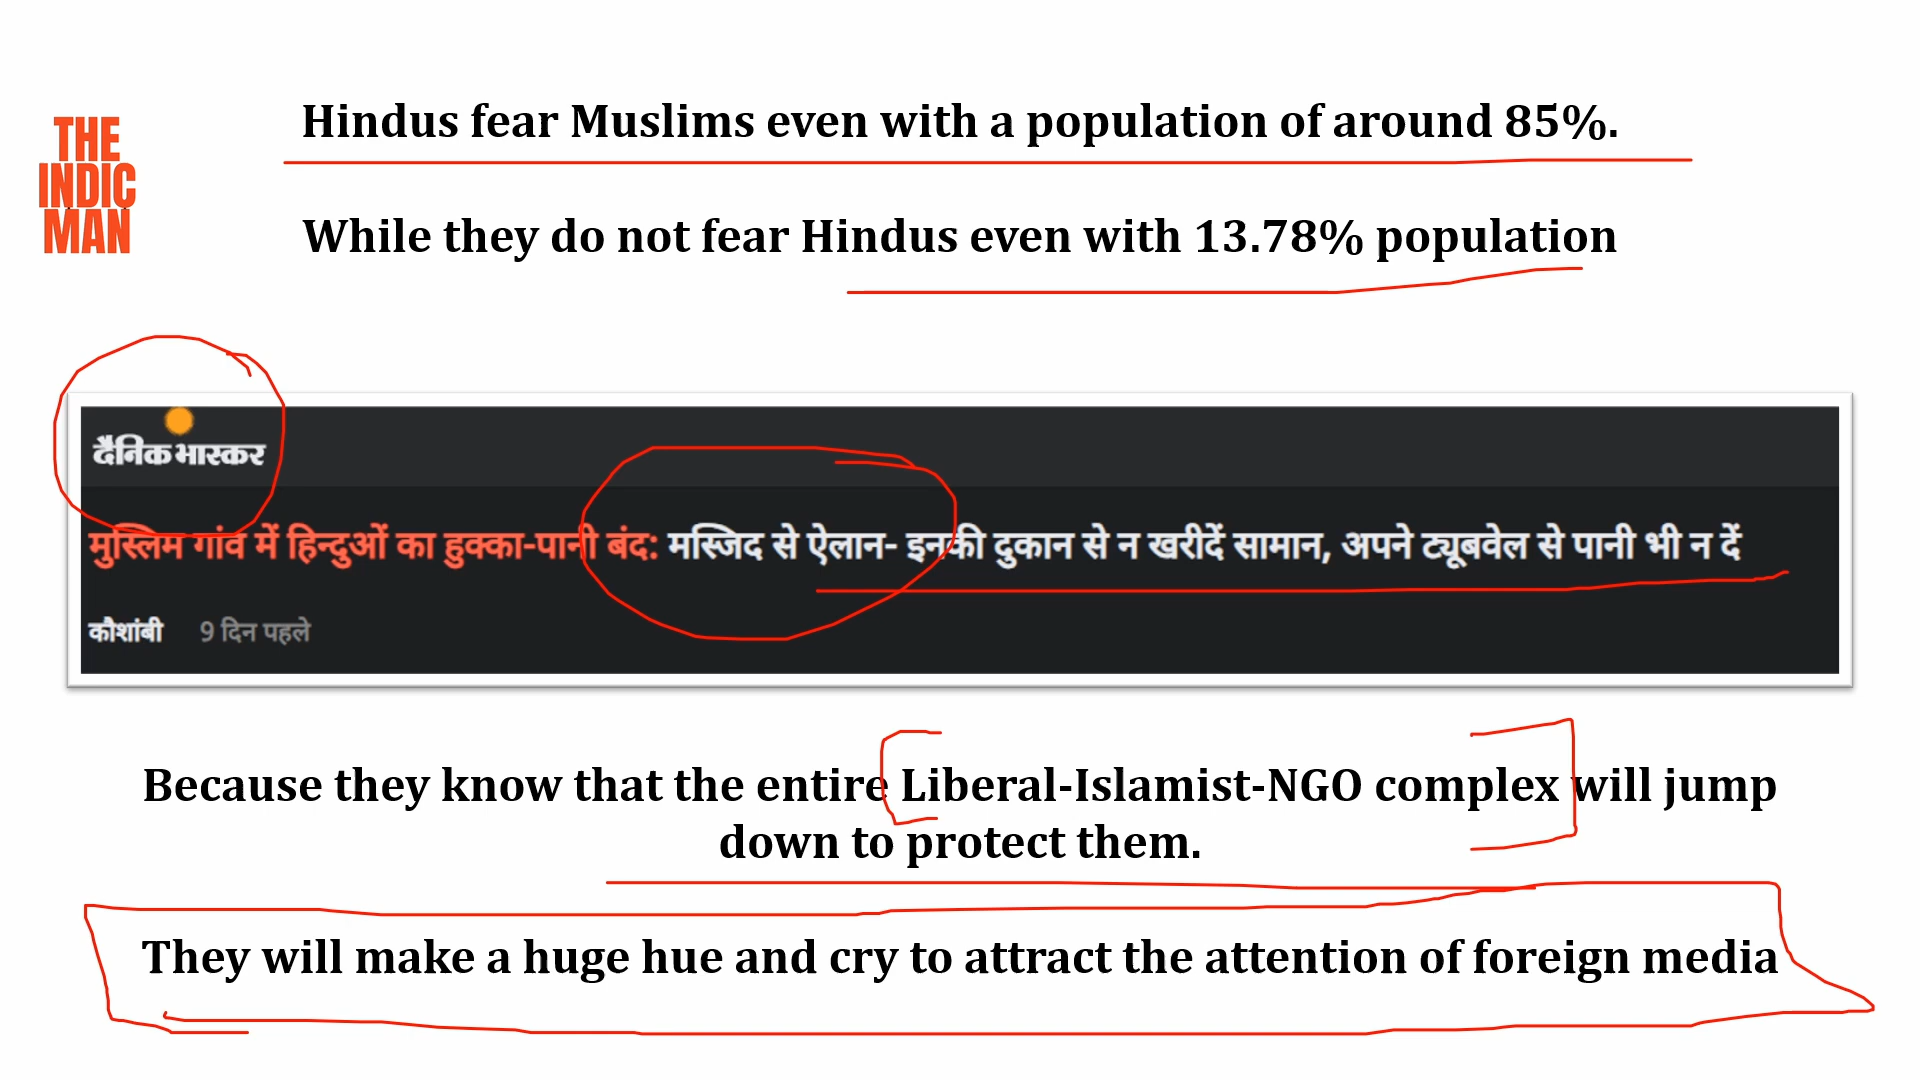 THE
INDIC
MAN
Hindus fear Muslims even with a population of around 85%.
While they do not fear Hindus even with 13.78% population
दैनिक भास्कर
मुस्लिम गांव में हिन्दुओं का हुक्का-पानी बंद: मस्जिद से ऐलान- इनकी दुकान से न खरीदें सामान, अपने ट्यूबवेल से पानी भी न दें
कौशांबी 9 दिन पहले
Because they know that the entire Liberal-Islamist-NGO complex will jump
down to protect them.
They will make a huge hue and cry to attract the attention of foreign media